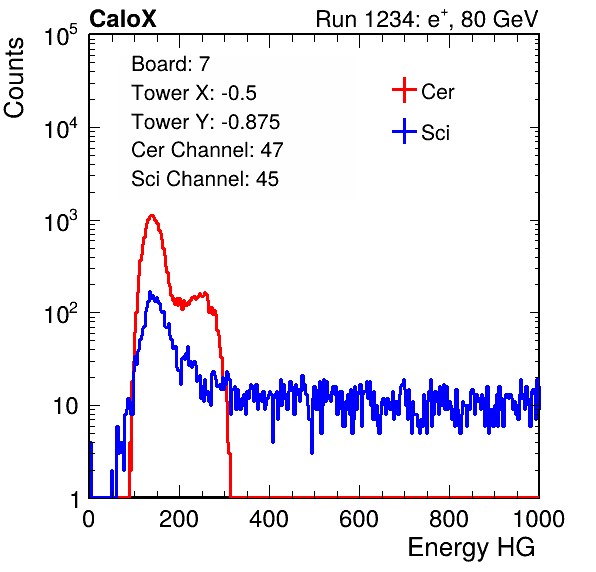 CaloX Run 1234: e⁺, 80 GeV
Counts
Board: 7
Tower X: -0.5
Tower Y: -0.875
Cer Channel: 47
Sci Channel: 45
Cer
Sci
10⁵
10⁴
10³
10²
10
1
0 200 400 600 800 1000
Energy HG